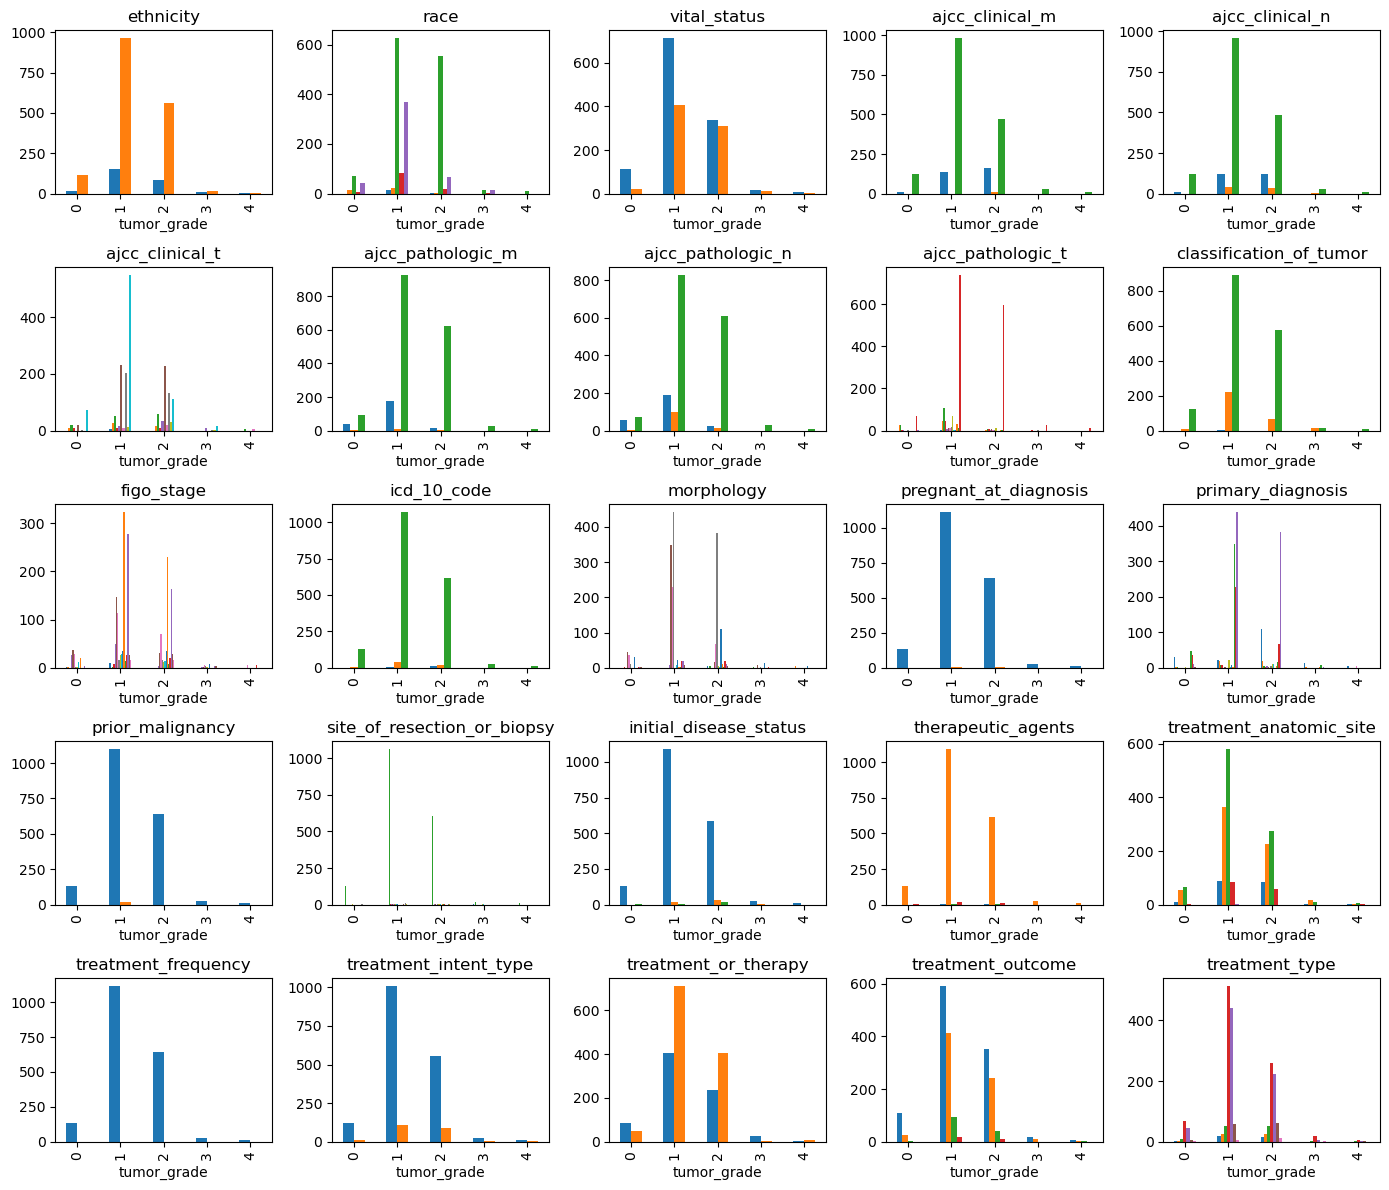 ethnicity
1000
750
500
250
0
0 1 2 3 4
tumor_grade
race
600
400
200
0
0 1 2 3 4
tumor_grade
vital_status
600
400
200
0
0 1 2 3 4
tumor_grade
ajcc_clinical_m
1000
750
500
250
0
0 1 2 3 4
tumor_grade
ajcc_clinical_n
1000
750
500
250
0
0 1 2 3 4
tumor_grade
ajcc_clinical_t
400
200
0
0 1 2 3 4
tumor_grade
ajcc_pathologic_m
800
600
400
200
0
0 1 2 3 4
tumor_grade
ajcc_pathologic_n
800
600
400
200
0
0 1 2 3 4
tumor_grade
ajcc_pathologic_t
600
400
200
0
0 1 2 3 4
tumor_grade
classification_of_tumor
800
600
400
200
0
0 1 2 3 4
tumor_grade
figo_stage
300
200
100
0
0 1 2 3 4
tumor_grade
icd_10_code
1000
750
500
250
0
0 1 2 3 4
tumor_grade
morphology
400
300
200
100
0
0 1 2 3 4
tumor_grade
pregnant_at_diagnosis
1000
750
500
250
0
0 1 2 3 4
tumor_grade
primary_diagnosis
400
300
200
100
0
0 1 2 3 4
tumor_grade
prior_malignancy
1000
750
500
250
0
0 1 2 3 4
tumor_grade
site_of_resection_or_biopsy
1000
750
500
250
0
0 1 2 3 4
tumor_grade
initial_disease_status
1000
750
500
250
0
0 1 2 3 4
tumor_grade
therapeutic_agents
1000
750
500
250
0
0 1 2 3 4
tumor_grade
treatment_anatomic_site
600
400
200
0
0 1 2 3 4
tumor_grade
treatment_frequency
1000
750
500
250
0
0 1 2 3 4
tumor_grade
treatment_intent_type
1000
750
500
250
0
0 1 2 3 4
tumor_grade
treatment_or_therapy
600
400
200
0
0 1 2 3 4
tumor_grade
treatment_outcome
600
400
200
0
0 1 2 3 4
tumor_grade
treatment_type
400
200
0
0 1 2 3 4
tumor_grade